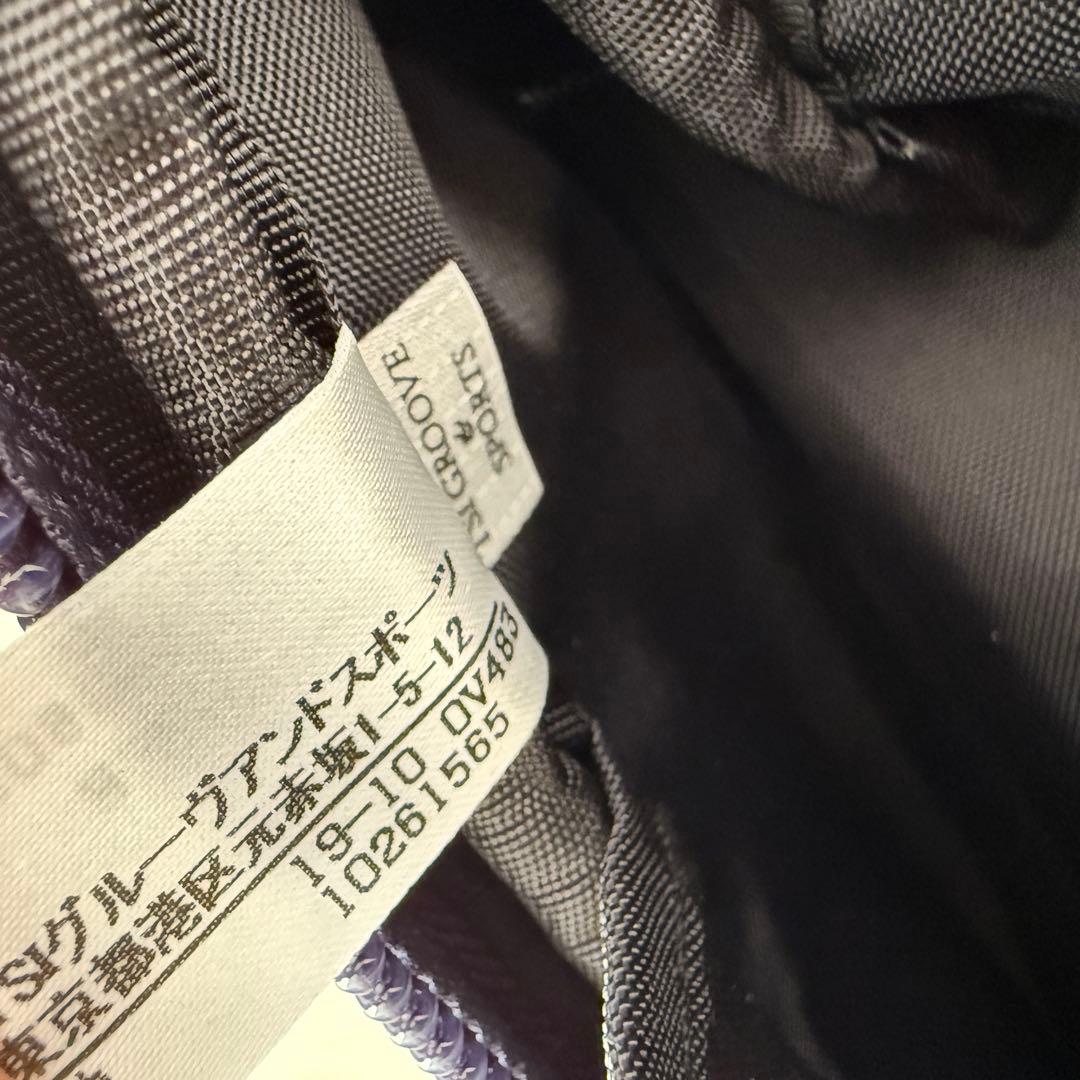 TSI GROOVE
&
SPORTS
SIグルーヴアンドスポーツ
東京都港区元赤坂1-5-12
19-10 OV483
10261565